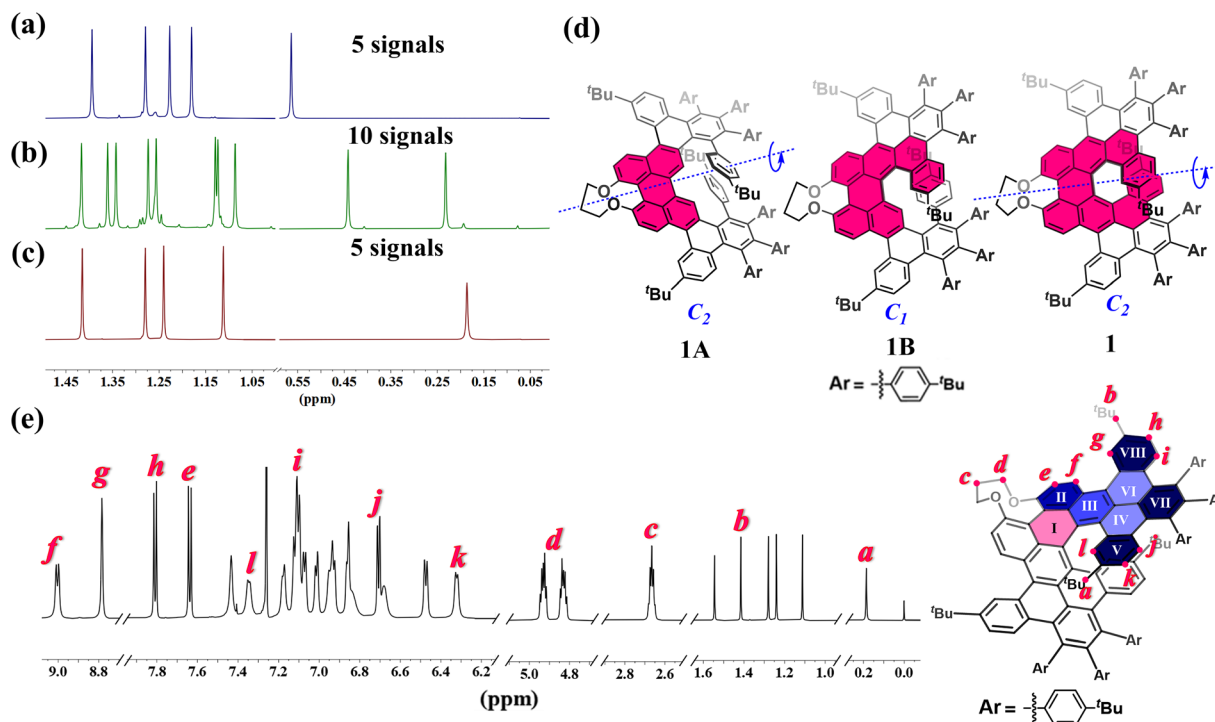 (a)
5 signals
(b)
10 signals
(c)
5 signals
1.45 1.35 1.25 1.15 1.05 0.55 0.45 0.35 0.25 0.15 0.05
(ppm)
(d)
tBu Ar Ar Ar
tBu
tBu
O
O
Ar
Ar
Ar
tBu
C2
1A
tBu Ar Ar Ar
tBu
tBu
O
O
Ar
Ar
Ar
tBu
C1
1B
tBu Ar Ar Ar
tBu
tBu
O
O
Ar
Ar
Ar
tBu
C2
1
Ar = tBu
(e)
f g h e l i j k d c b a
9.0 8.8 7.8 7.6 7.4 7.2 7.0 6.8 6.6 6.4 6.2 5.0 4.8 2.8 2.6 1.6 1.4 1.2 1.0 0.2 0.0
(ppm)
b
tBu
h
g
VIII
i
c d e f
II III VI
Ar
O
O
I IV VII
Ar
Ar
l V j
tBu
k
tBu
a
tBu
Ar
Ar
Ar
Ar = tBu